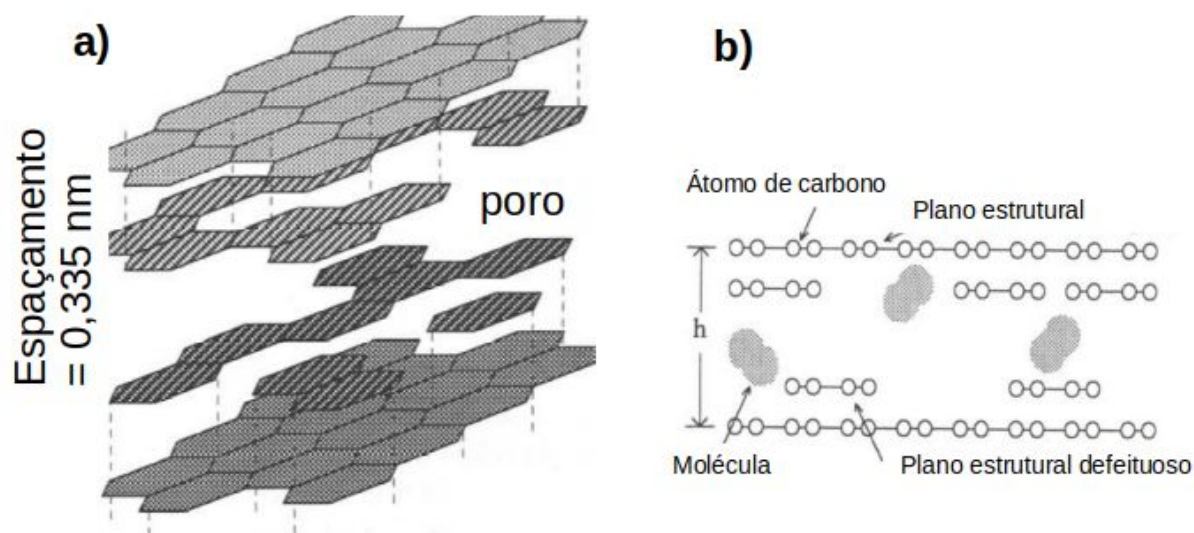 a)
Espaçamento
= 0,335 nm
poro
b)
Átomo de carbono
Plano estrutural
h
Molécula
Plano estrutural defeituoso